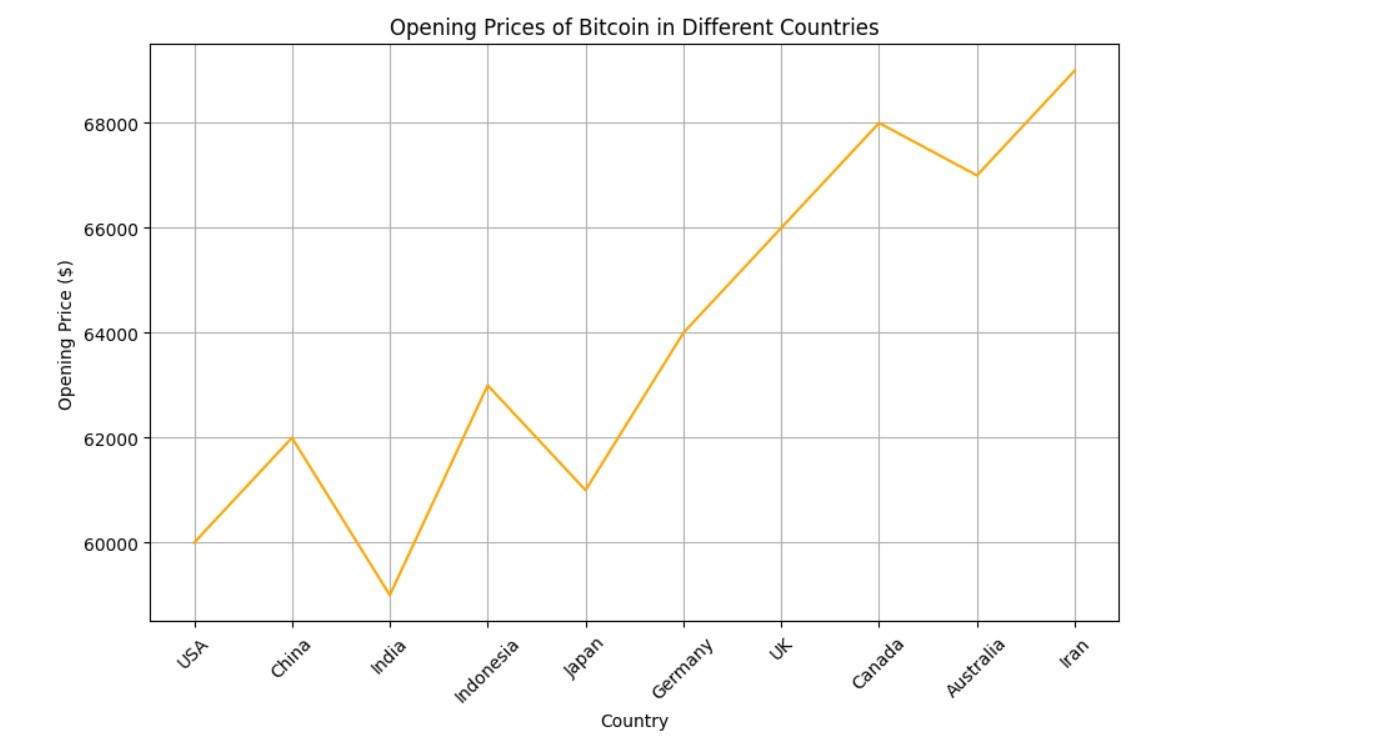 Opening Prices of Bitcoin in Different Countries
Opening Price ($)
68000
66000
64000
62000
60000
USA
China
India
Indonesia
Japan
Germany
UK
Canada
Australia
Iran
Country